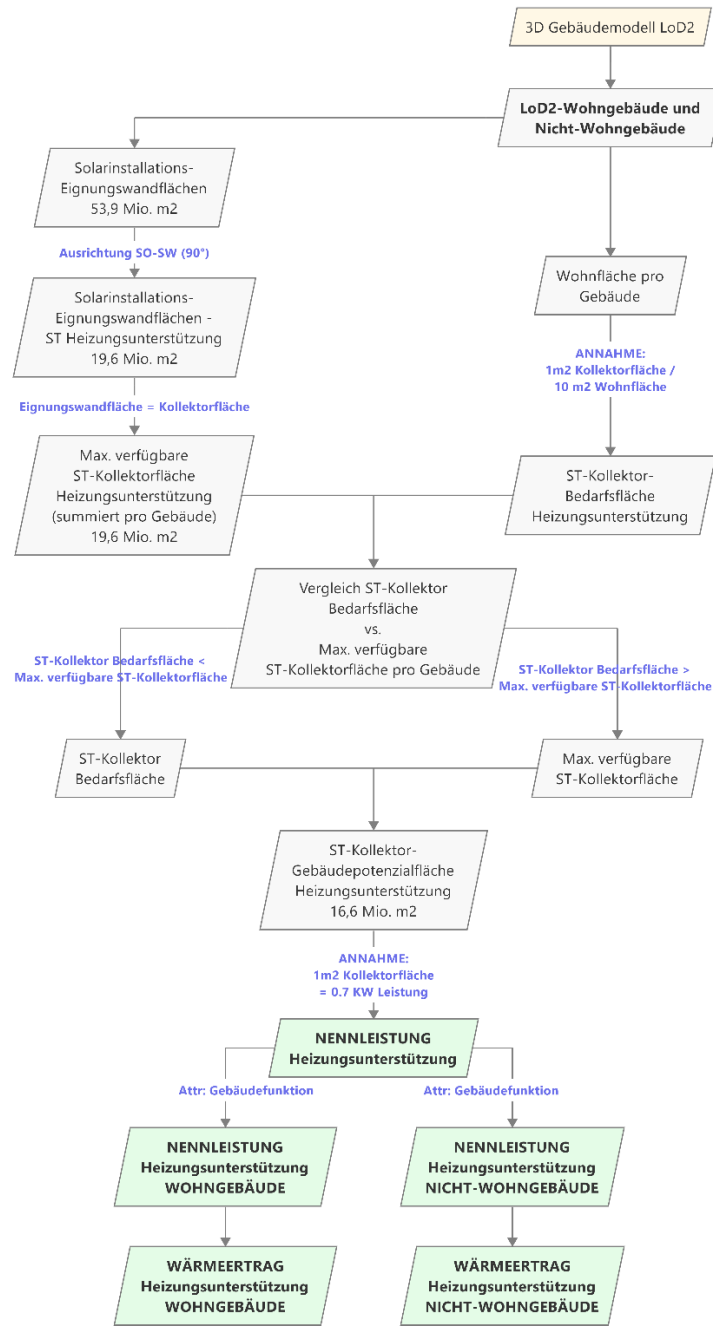 3D Gebäudemodell LoD2
LoD2-Wohngebäude und
Nicht-Wohngebäude
Solarinstallations-
Eignungswandflächen
53,9 Mio. m2
Ausrichtung SO-SW (90°)
Solarinstallations-
Eignungswandflächen -
ST Heizungsunterstützung
19,6 Mio. m2
Wohnfläche pro
Gebäude
ANNAHME:
1m2 Kollektorfläche /
10 m2 Wohnfläche
Eignungswandfläche = Kollektorfläche
Max. verfügbare
ST-Kollektorfläche
Heizungsunterstützung
(summiert pro Gebäude)
19,6 Mio. m2
ST-Kollektor-
Bedarfsfläche
Heizungsunterstützung
Vergleich ST-Kollektor
Bedarfsfläche
vs.
Max. verfügbare
ST-Kollektorfläche pro Gebäude
ST-Kollektor Bedarfsfläche <
Max. verfügbare ST-Kollektorfläche
ST-Kollektor Bedarfsfläche >
Max. verfügbare ST-Kollektorfläche
ST-Kollektor
Bedarfsfläche
Max. verfügbare
ST-Kollektorfläche
ST-Kollektor-
Gebäudepotenzialfläche
Heizungsunterstützung
16,6 Mio. m2
ANNAHME:
1m2 Kollektorfläche
= 0.7 KW Leistung
NENNLEISTUNG
Heizungsunterstützung
Attr: Gebäudefunktion
Attr: Gebäudefunktion
NENNLEISTUNG
Heizungsunterstützung
WOHNGEBÄUDE
NENNLEISTUNG
Heizungsunterstützung
NICHT-WOHNGEBÄUDE
WÄRMEERTRAG
Heizungsunterstützung
WOHNGEBÄUDE
WÄRMEERTRAG
Heizungsunterstützung
NICHT-WOHNGEBÄUDE